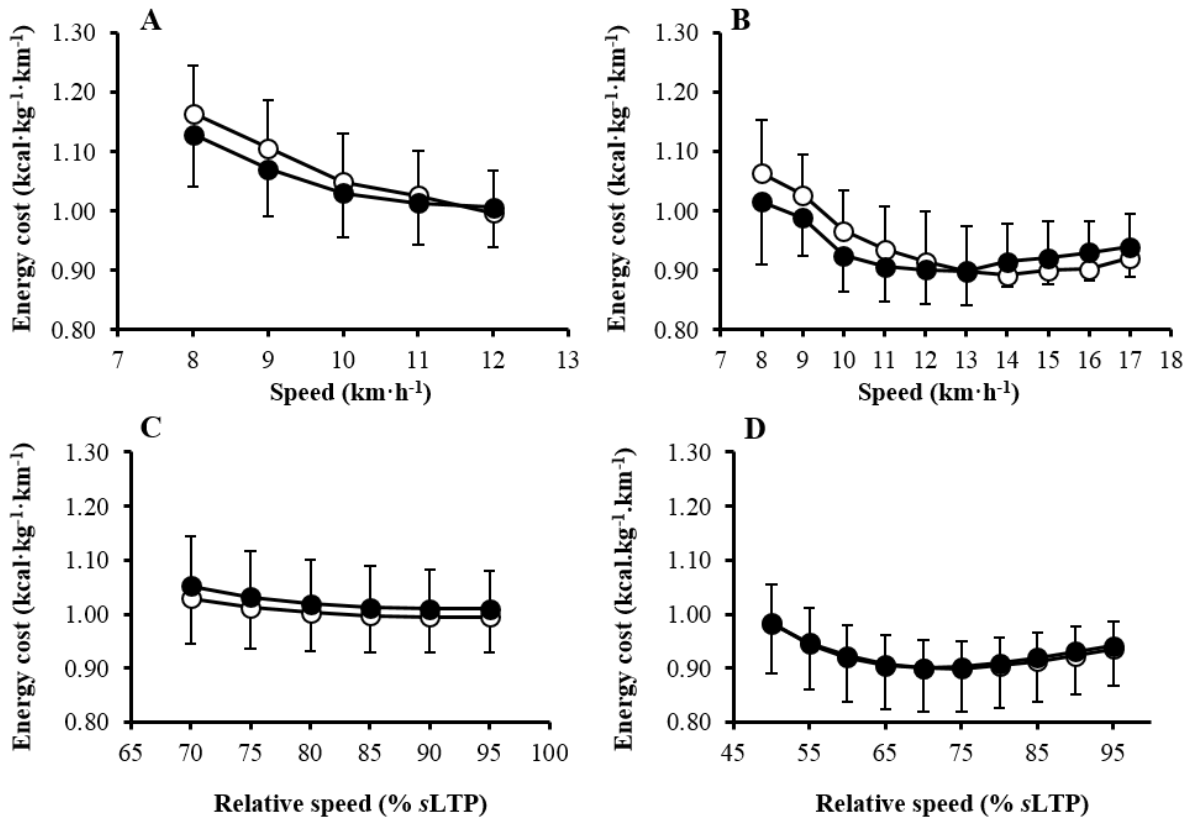 A
Energy cost (kcal·kg⁻¹·km⁻¹)
1.30
1.20
1.10
1.00
0.90
0.80
7 8 9 10 11 12 13
Speed (km·h⁻¹)
B
Energy cost (kcal·kg⁻¹·km⁻¹)
1.30
1.20
1.10
1.00
0.90
0.80
7 8 9 10 11 12 13 14 15 16 17 18
Speed (km·h⁻¹)
C
Energy cost (kcal·kg⁻¹·km⁻¹)
1.30
1.20
1.10
1.00
0.90
0.80
65 70 75 80 85 90 95 100
Relative speed (% sLTP)
D
Energy cost (kcal.kg⁻¹.km⁻¹)
1.30
1.20
1.10
1.00
0.90
0.80
45 55 65 75 85 95
Relative speed (% sLTP)